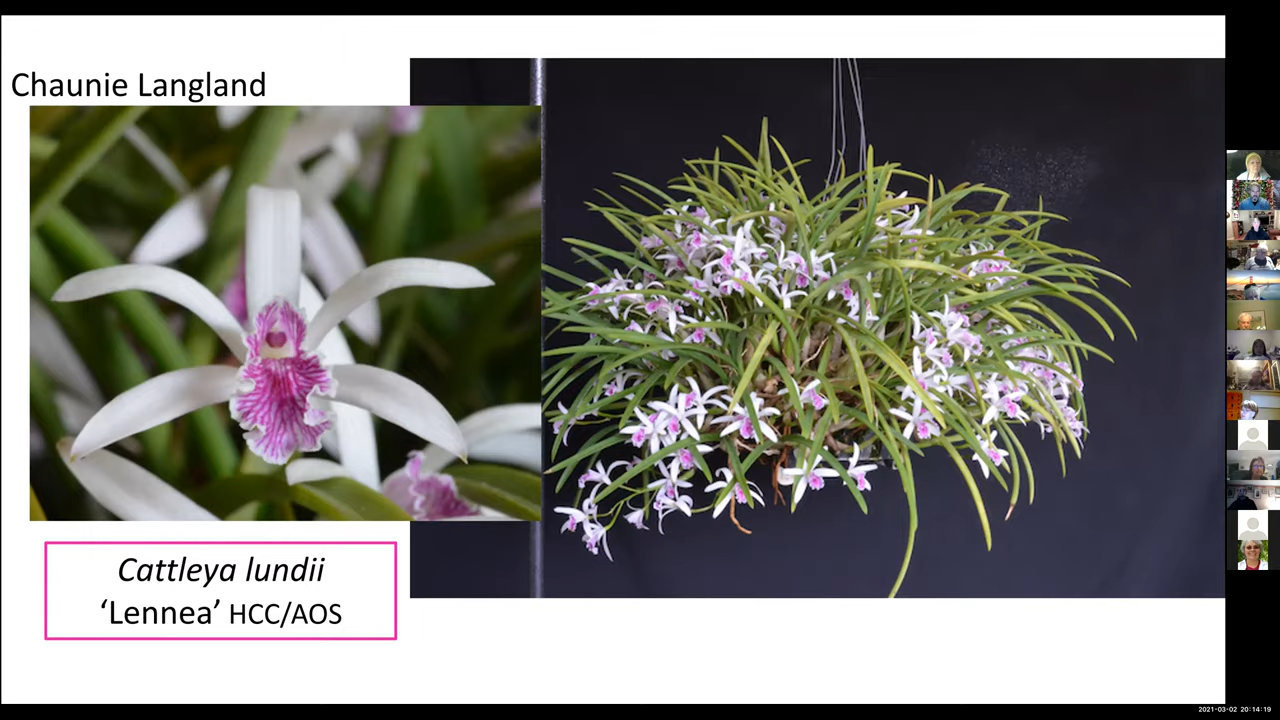 Chaunie Langland
Cattleya lundii
‘Lennea’ HCC/AOS
2021-03-02 20:14:19